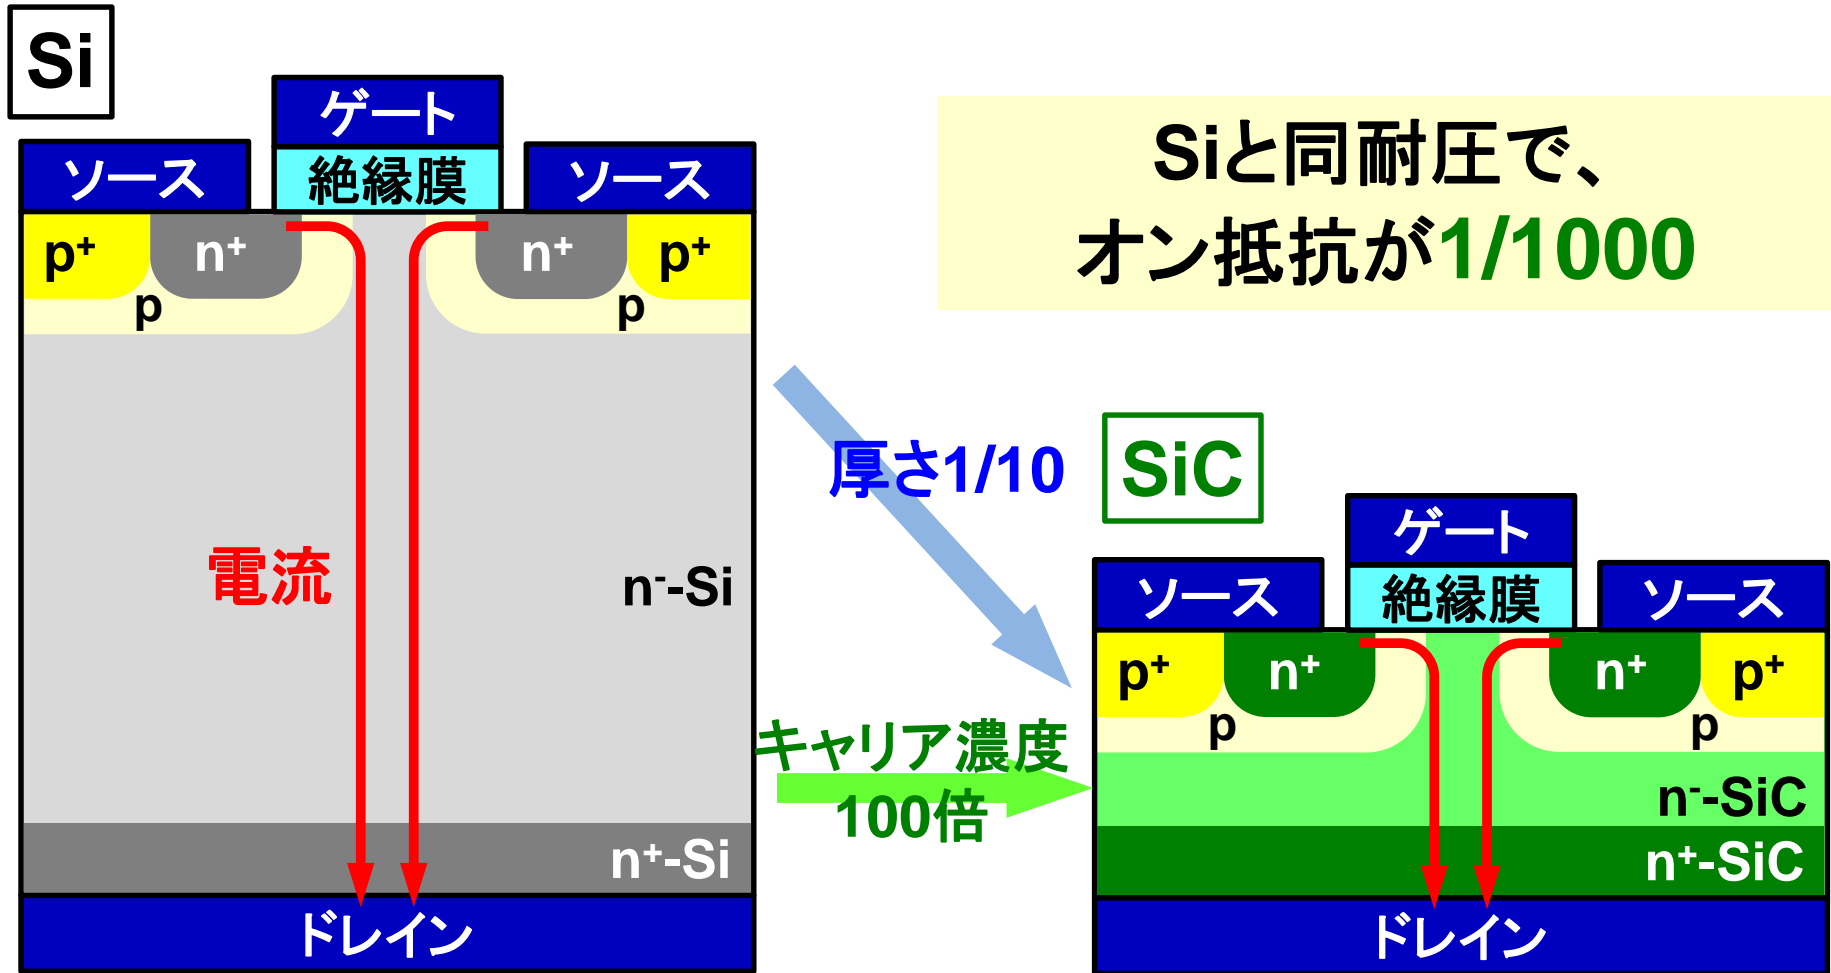 Si
ゲート
ソース
絶縁膜
ソース
p+
n+
n+
p+
p
p
電流
n--Si
n+-Si
ドレイン
Siと同耐圧で、
オン抵抗が1/1000
厚さ1/10
キャリア濃度
100倍
SiC
ゲート
ソース
絶縁膜
ソース
p+
n+
n+
p+
p
p
n--SiC
n+-SiC
ドレイン